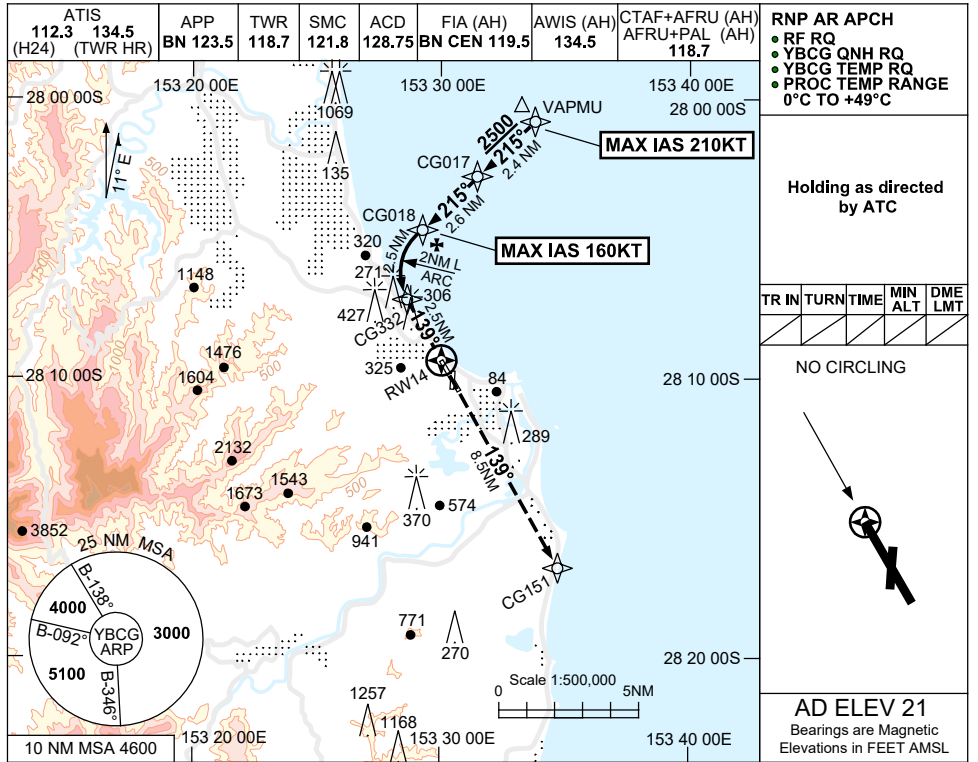 ATIS
112.3 134.5
(H24) (TWR HR)
APP
BN 123.5
TWR
118.7
SMC
121.8
ACD
128.75
FIA (AH)
BN CEN 119.5
AWIS (AH)
134.5
CTAF+AFRU (AH)
AFRU+PAL (AH)
118.7
RNP AR APCH
RF RQ
YBCG QNH RQ
YBCG TEMP RQ
PROC TEMP RANGE
0°C TO +49°C
Holding as directed
by ATC
TR IN TURN TIME MIN ALT DME LMT
NO CIRCLING
AD ELEV 21
Bearings are Magnetic
Elevations in FEET AMSL
153 20 00E
153 30 00E
153 40 00E
28 00 00S
28 00 00S
1069
VAPMU
MAX IAS 210KT
2500
215°
2.4 NM
11° E
500
135
CG017
215°
2.6 NM
CG018
MAX IAS 160KT
320
2.5NM
2NM L
ARC
1500
271
1148
306
427
CG332
2.5NM
139°
1000
1476
500
325
RW14
28 10 00S
28 10 00S
1604
84
289
139°
8.5NM
2132
1543
500
1673
370
574
941
3852
CG151
25 NM MSA
B-138°
4000
3000
B-092°
YBCG
ARP
5100
B-346°
771
270
28 20 00S
Scale 1:500,000
0 5NM
1257
1168
10 NM MSA 4600
153 20 00E
153 30 00E
153 40 00E